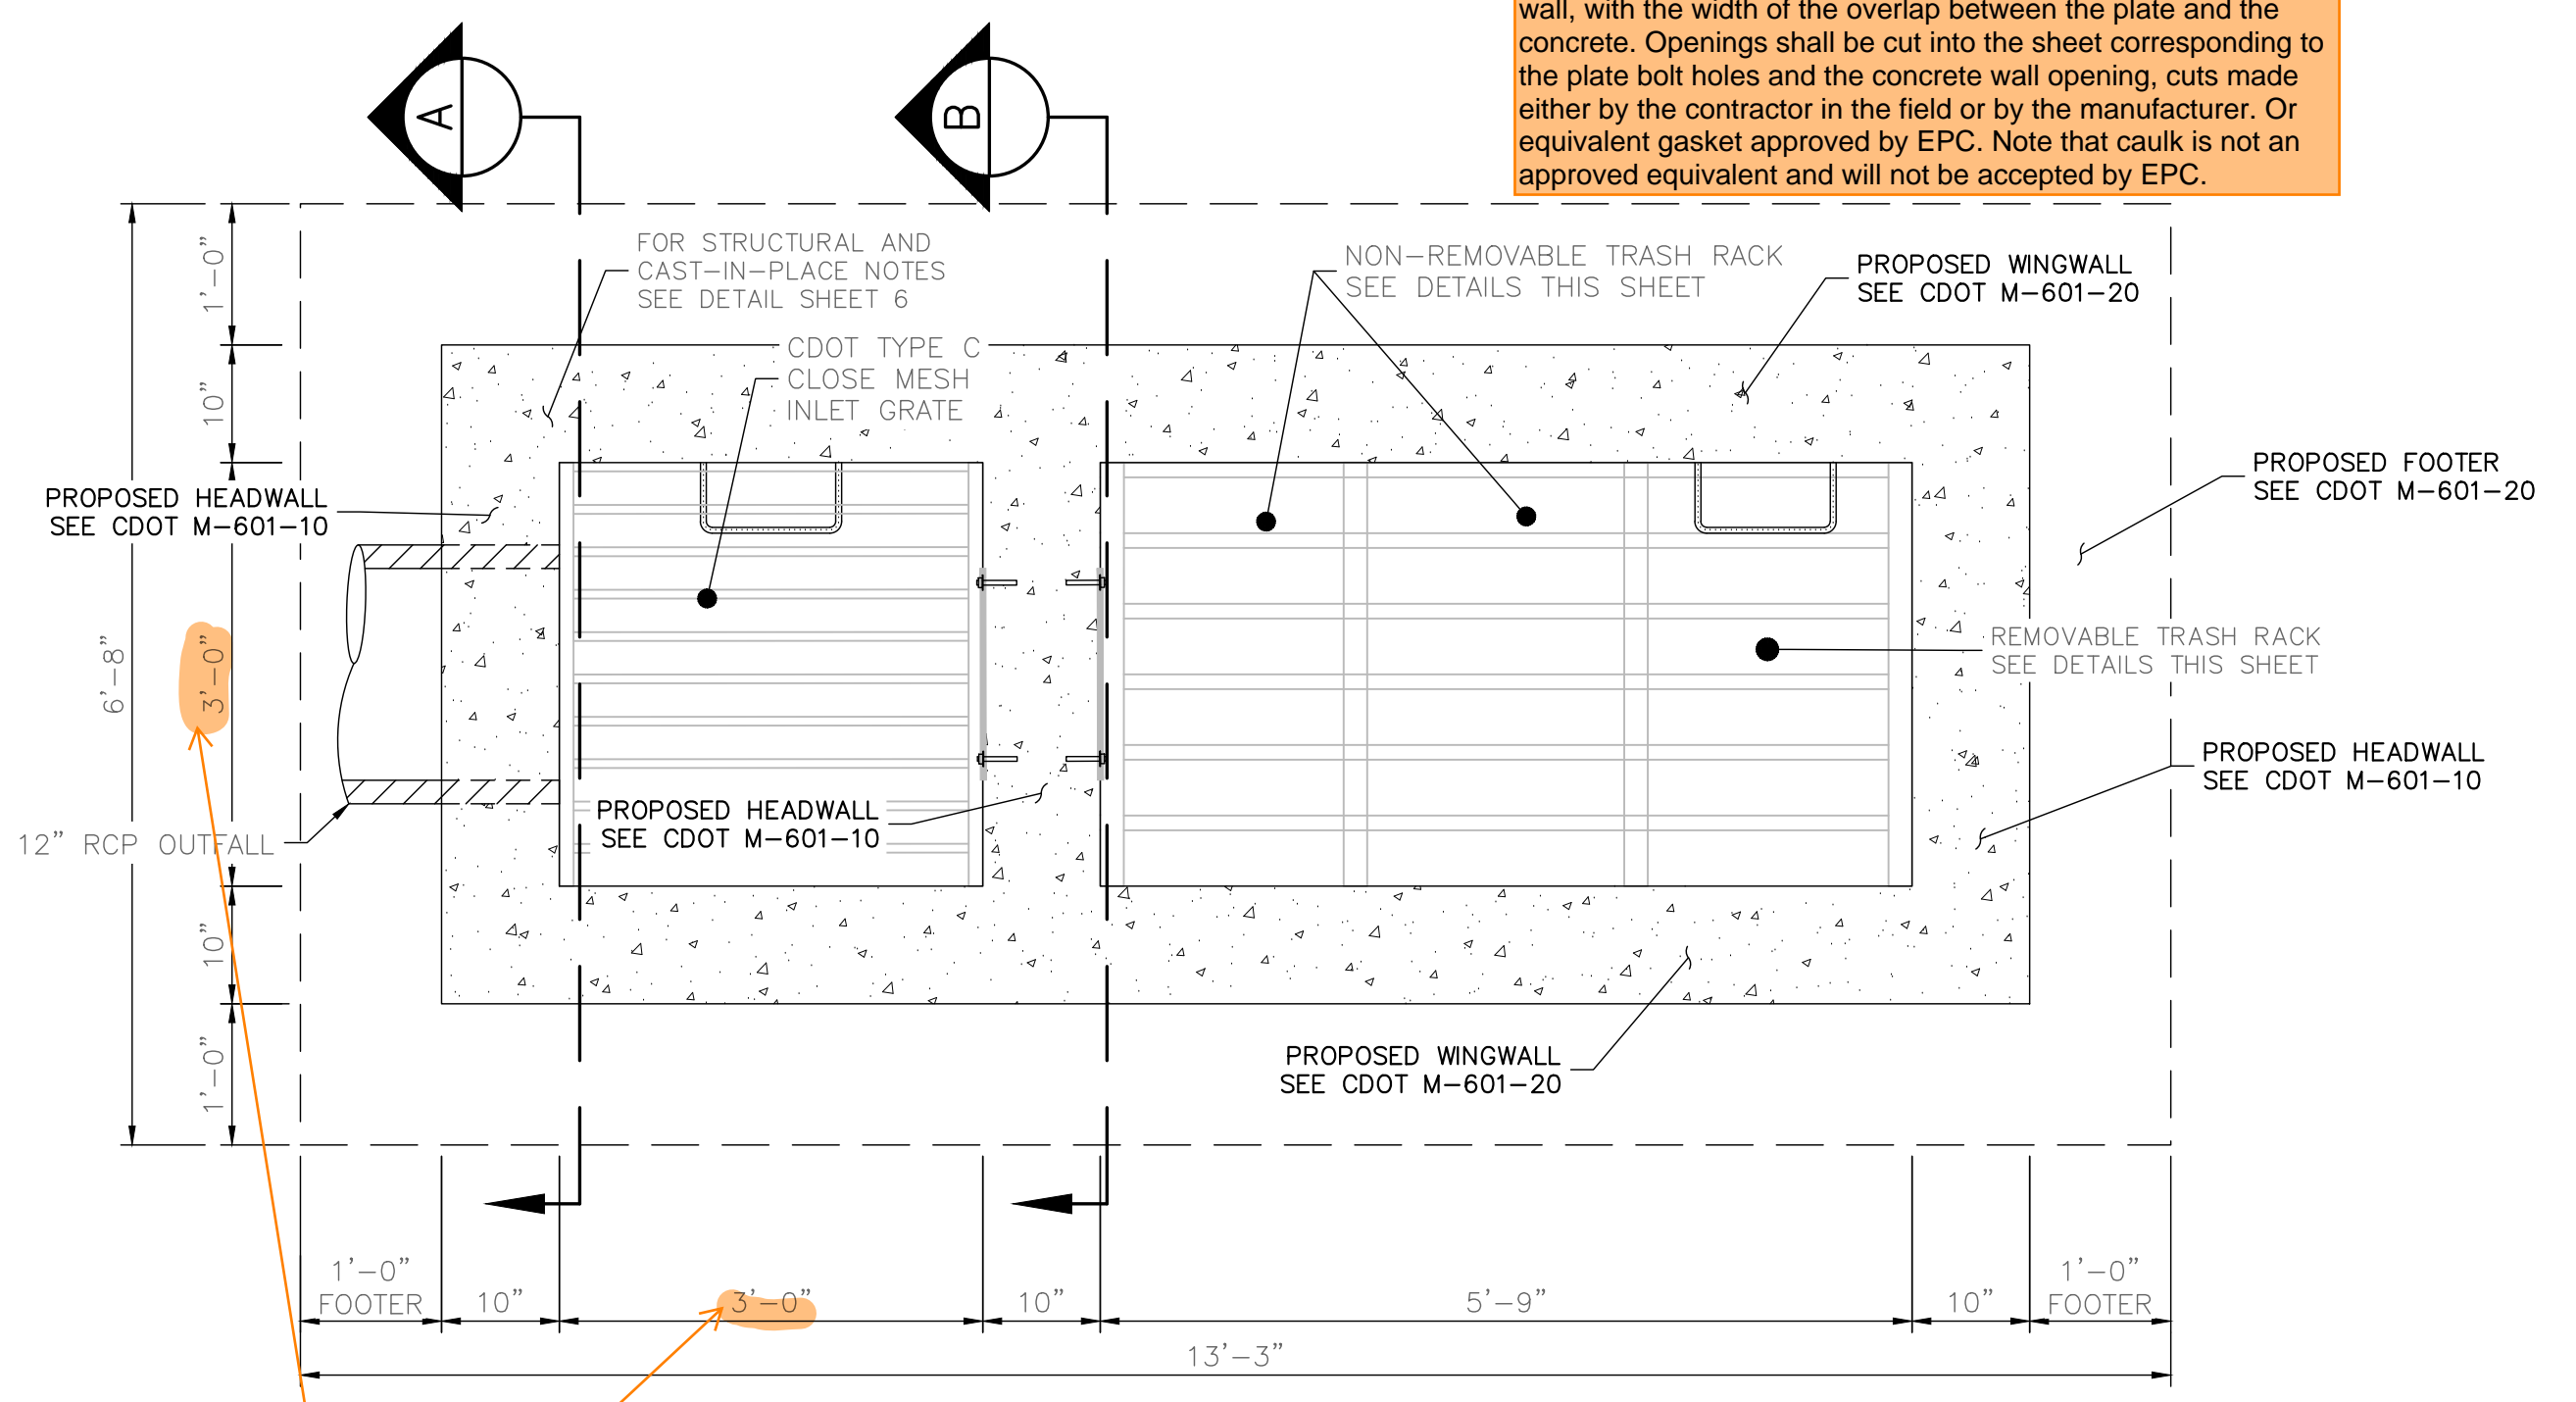 wall, with the width of the overlap between the plate and the
concrete. Openings shall be cut into the sheet corresponding to
the plate bolt holes and the concrete wall opening, cuts made
either by the contractor in the field or by the manufacturer. Or
equivalent gasket approved by EPC. Note that caulk is not an
approved equivalent and will not be accepted by EPC.
A
B
FOR STRUCTURAL AND
CAST-IN-PLACE NOTES
SEE DETAIL SHEET 6
NON-REMOVABLE TRASH RACK
SEE DETAILS THIS SHEET
PROPOSED WINGWALL
SEE CDOT M-601-20
CDOT TYPE C
CLOSE MESH
INLET GRATE
1'-0"
10"
PROPOSED HEADWALL
SEE CDOT M-601-10
PROPOSED FOOTER
SEE CDOT M-601-20
6'-8"
3'-0"
REMOVABLE TRASH RACK
SEE DETAILS THIS SHEET
PROPOSED HEADWALL
SEE CDOT M-601-10
PROPOSED HEADWALL
SEE CDOT M-601-10
12" RCP OUTFALL
10"
1'-0"
PROPOSED WINGWALL
SEE CDOT M-601-20
1'-0"
FOOTER
10"
3'-0"
10"
5'-9"
10"
1'-0"
FOOTER
13'-3"